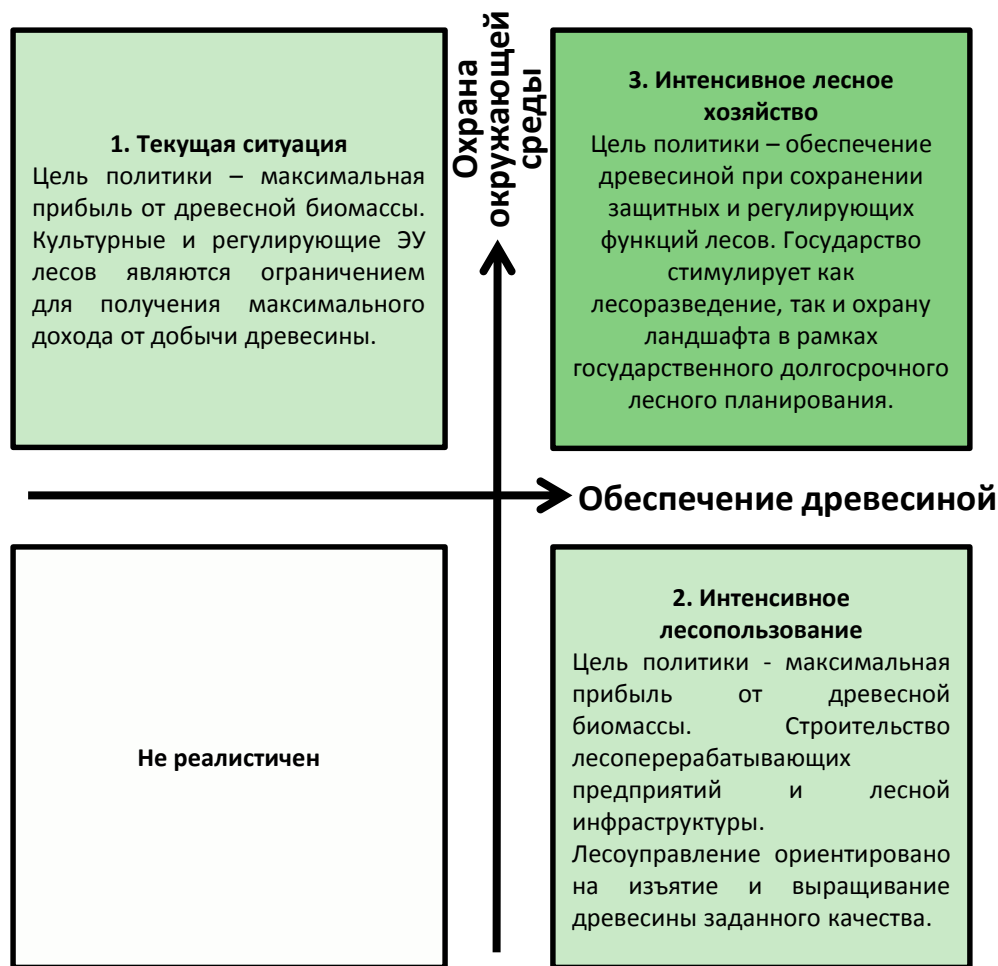 1. Текущая ситуация
Цель политики – максимальная
прибыль от древесной биомассы.
Культурные и регулирующие ЭУ
лесов являются ограничением
для получения максимального
дохода от добычи древесины.
Охрана
окружающей
среды
3. Интенсивное лесное
хозяйство
Цель политики – обеспечение
древесиной при сохранении
защитных и регулирующих
функций лесов. Государство
стимулирует как
лесоразведение, так и охрану
ландшафта в рамках
государственного долгосрочного
лесного планирования.
Обеспечение древесиной
Не реалистичен
2. Интенсивное
лесопользование
Цель политики - максимальная
прибыль от древесной
биомассы. Строительство
лесоперерабатывающих
предприятий и лесной
инфраструктуры.
Лесоуправление ориентировано
на изъятие и выращивание
древесины заданного качества.